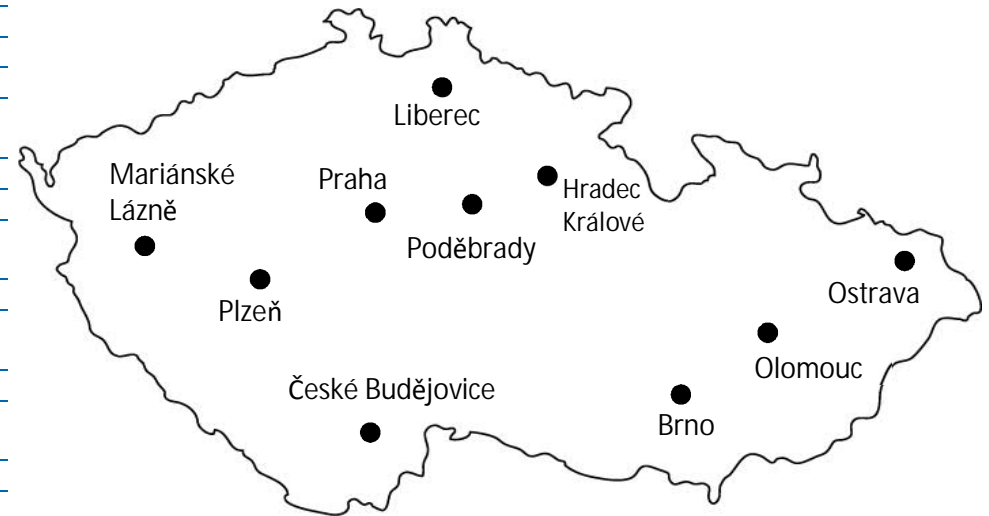 Liberec
Mariánské
Lázně
Praha
Hradec
Králové
Poděbrady
Plzeň
Ostrava
Olomouc
České Budějovice
Brno